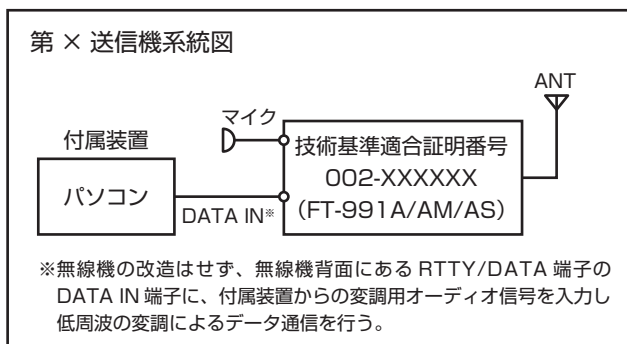 第 × 送信機系統図
ANT
マイク
付属装置
技術基準適合証明番号
002-XXXXXX
(FT-991A/AM/AS)
パソコン
DATA IN※
※無線機の改造はせず、無線機背面にある RTTY/DATA 端子の
DATA IN 端子に、付属装置からの変調用オーディオ信号を入力し
低周波の変調によるデータ通信を行う。